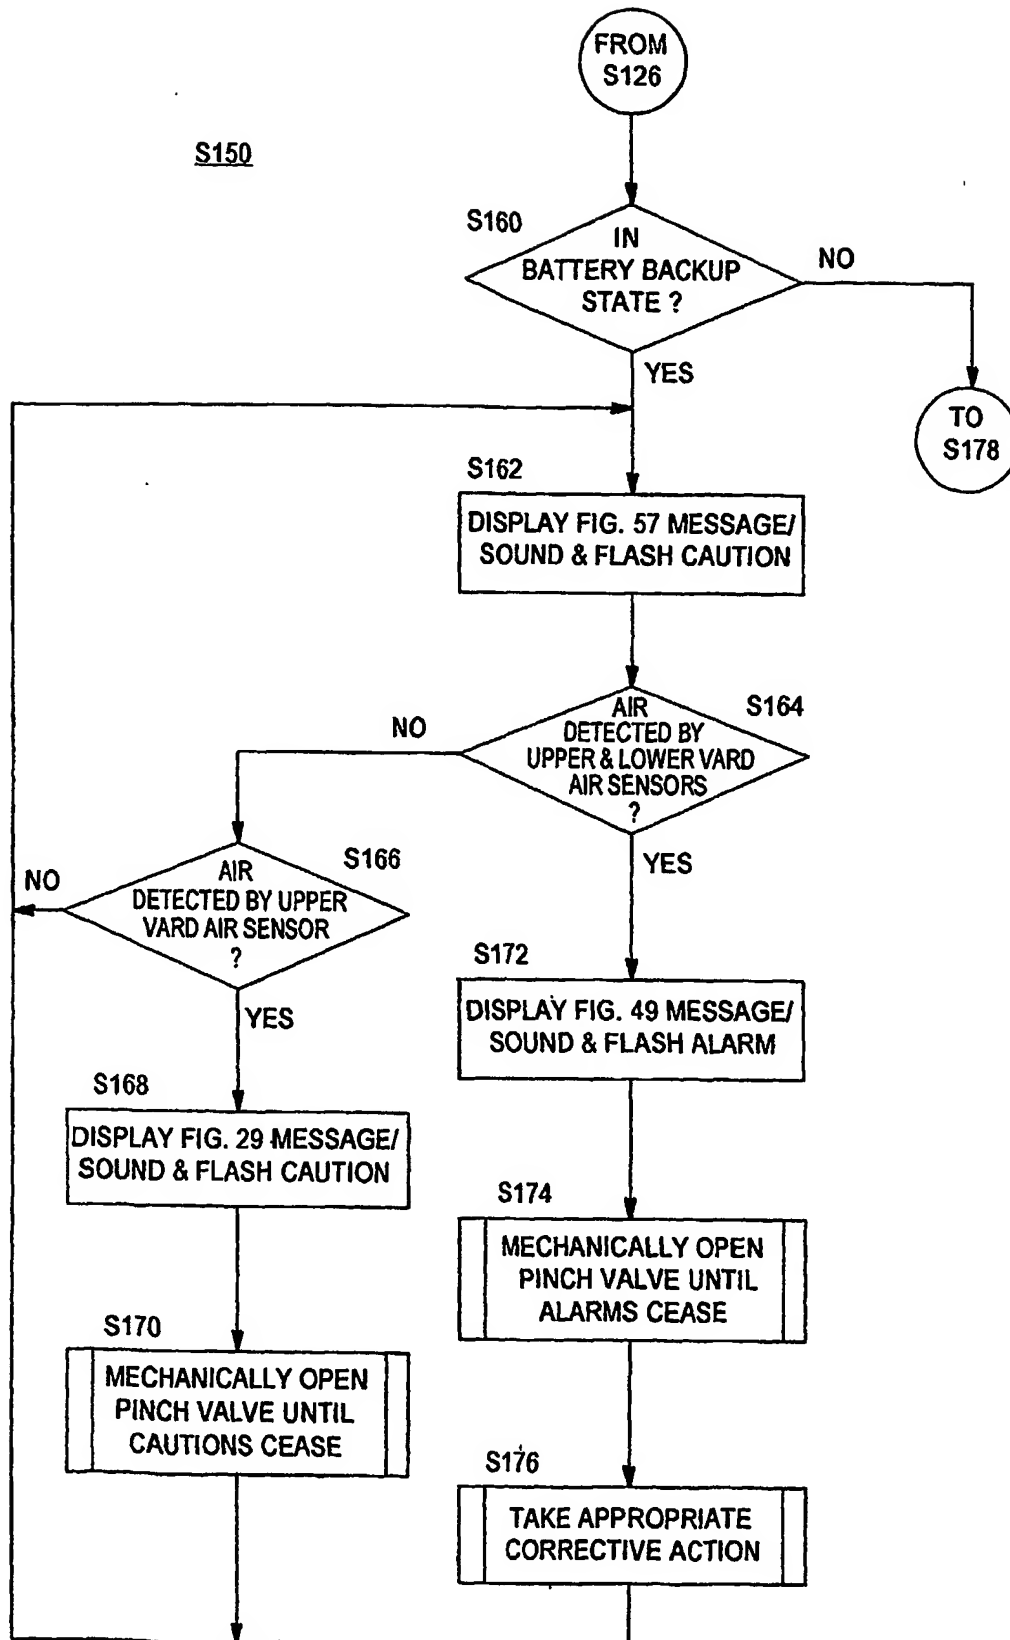 FROM
S126
S150
S160
IN
BATTERY BACKUP
STATE ?
NO
YES
TO
S178
S162
DISPLAY FIG. 57 MESSAGE/
SOUND & FLASH CAUTION
S164
AIR
DETECTED BY
UPPER & LOWER VARD
AIR SENSORS
?
NO
YES
S166
AIR
DETECTED BY UPPER
VARD AIR SENSOR
?
NO
YES
S172
DISPLAY FIG. 49 MESSAGE/
SOUND & FLASH ALARM
S168
DISPLAY FIG. 29 MESSAGE/
SOUND & FLASH CAUTION
S174
MECHANICALLY OPEN
PINCH VALVE UNTIL
ALARMS CEASE
S170
MECHANICALLY OPEN
PINCH VALVE UNTIL
CAUTIONS CEASE
S176
TAKE APPROPRIATE
CORRECTIVE ACTION